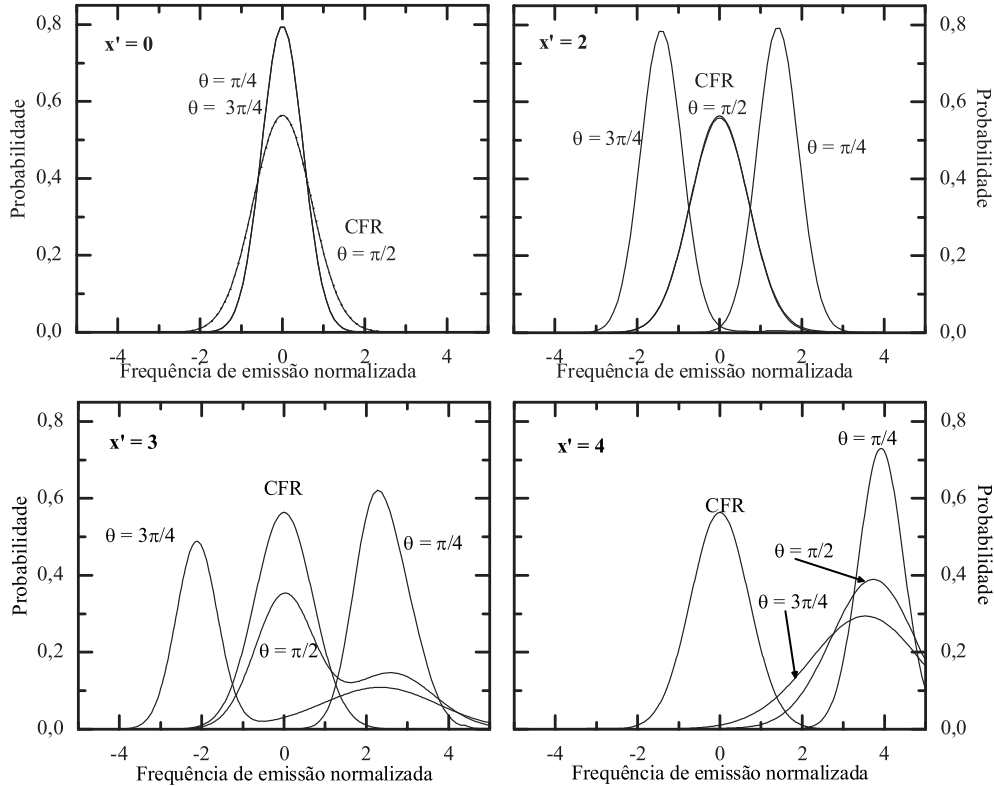 x' = 0
Probabilidade
0,8
0,6
0,4
0,2
0,0
θ = π/4
θ = 3π/4
CFR
θ = π/2
-4
-2
0
2
4
Frequência de emissão normalizada
x' = 2
CFR
θ = π/2
θ = 3π/4
θ = π/4
0,8
0,6
0,4
0,2
0,0
Probabilidade
-4
-2
0
2
4
Frequência de emissão normalizada
x' = 3
Probabilidade
0,8
0,6
0,4
0,2
0,0
CFR
θ = 3π/4
θ = π/4
θ = π/2
-4
-2
0
2
4
Frequência de emissão normalizada
x' = 4
θ = π/4
CFR
θ = π/2
θ = 3π/4
0,8
0,6
0,4
0,2
0,0
Probabilidade
-4
-2
0
2
4
Frequência de emissão normalizada